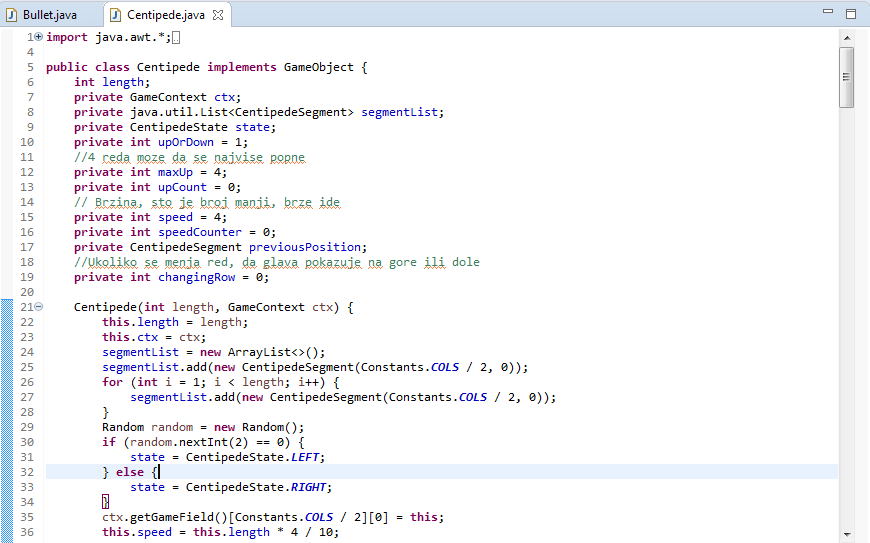 Bullet.java Centipede.java
1 import java.awt.*;
4
5 public class Centipede implements GameObject {
6 int length;
7 private GameContext ctx;
8 private java.util.List<CentipedeSegment> segmentList;
9 private CentipedeState state;
10 private int upOrDown = 1;
11 //4 reda moze da se najvise popne
12 private int maxUp = 4;
13 private int upCount = 0;
14 // Brzina, sto je broj manji, brze ide
15 private int speed = 4;
16 private int speedCounter = 0;
17 private CentipedeSegment previousPosition;
18 //Ukoliko se menja red, da glava pokazuje na gore ili dole
19 private int changingRow = 0;
20
21 Centipede(int length, GameContext ctx) {
22 this.length = length;
23 this.ctx = ctx;
24 segmentList = new ArrayList<>();
25 segmentList.add(new CentipedeSegment(Constants.COLS / 2, 0));
26 for (int i = 1; i < length; i++) {
27 segmentList.add(new CentipedeSegment(Constants.COLS / 2, 0));
28 }
29 Random random = new Random();
30 if (random.nextInt(2) == 0) {
31 state = CentipedeState.LEFT;
32 } else {
33 state = CentipedeState.RIGHT;
34 }
35 ctx.getGameField()[Constants.COLS / 2][0] = this;
36 this.speed = this.length * 4 / 10;